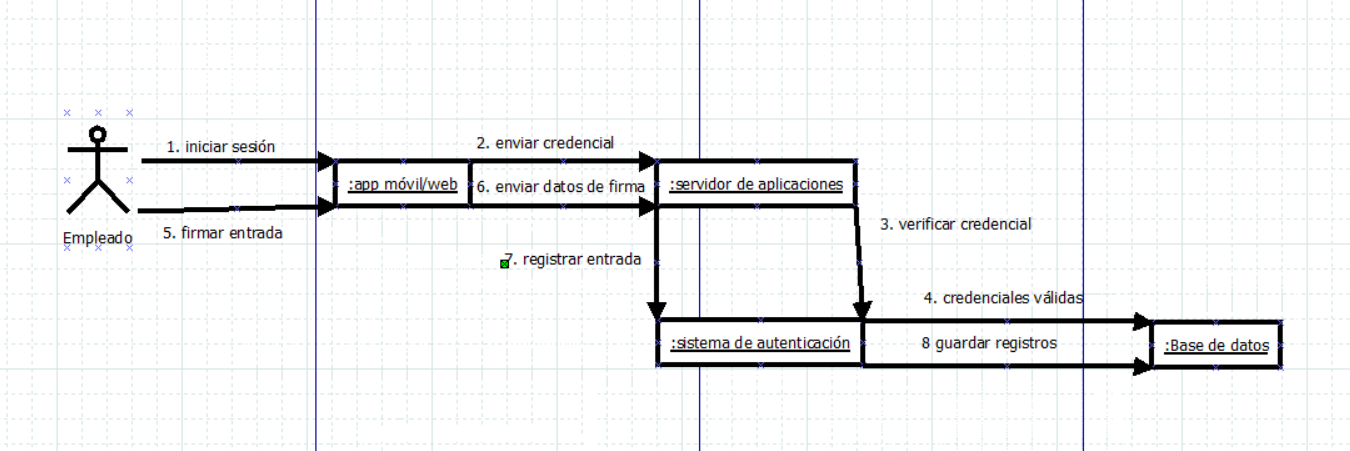 1. iniciar sesión
2. enviar credencial
:app móvil/web
6. enviar datos de firma
:servidor de aplicaciones
Empleado
5. firmar entrada
3. verificar credencial
7. registrar entrada
4. credenciales válidas
:sistema de autenticación
8 guardar registros
:Base de datos